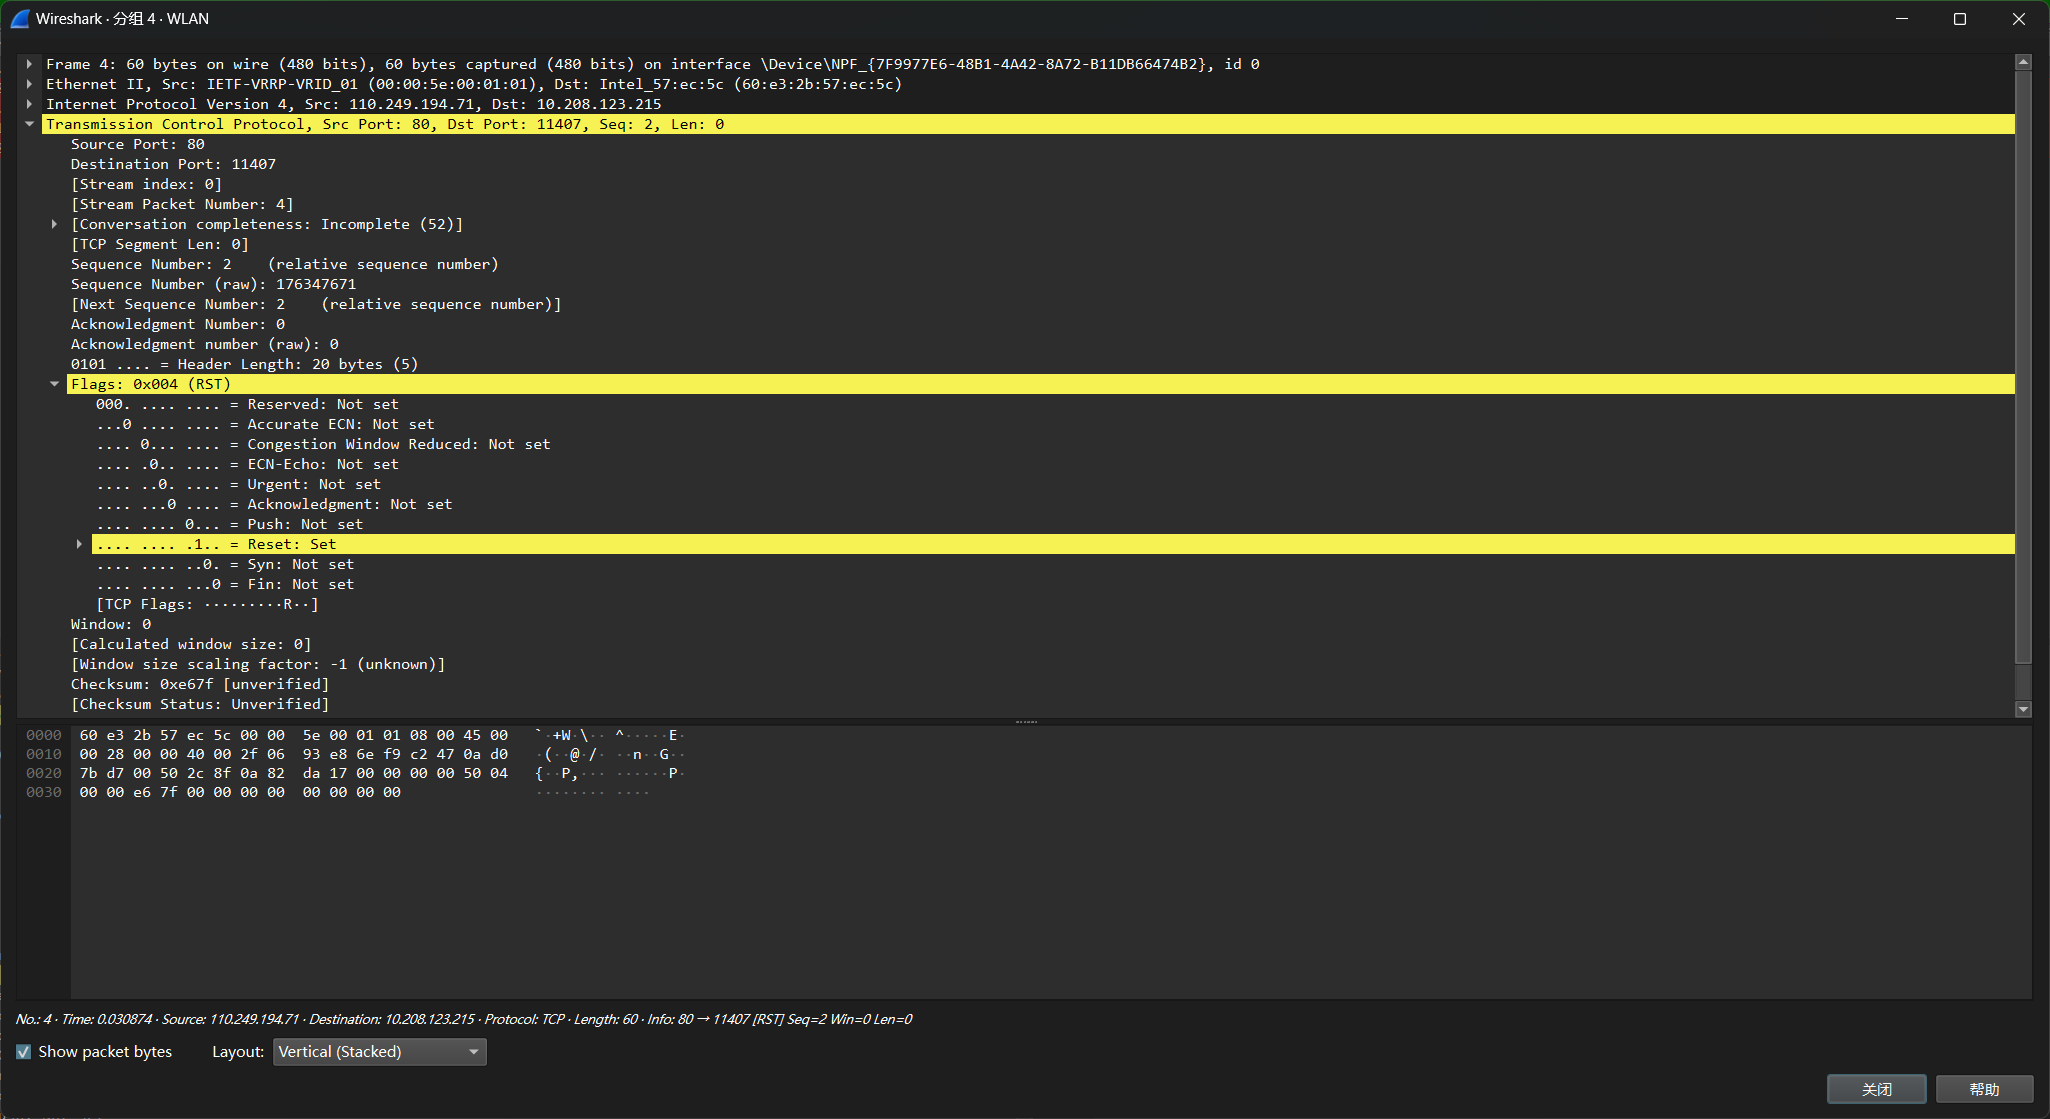 Wireshark · 分组 4 · WLAN
Frame 4: 60 bytes on wire (480 bits), 60 bytes captured (480 bits) on interface \Device\NPF_{7F9977E6-48B1-4A42-8A72-B11DB66474B2}, id 0
Ethernet II, Src: IETF-VRRP-VRID_01 (00:00:5e:00:01:01), Dst: Intel_57:ec:5c (60:e3:2b:57:ec:5c)
Internet Protocol Version 4, Src: 110.249.194.71, Dst: 10.208.123.215
Transmission Control Protocol, Src Port: 80, Dst Port: 11407, Seq: 2, Len: 0
Source Port: 80
Destination Port: 11407
[Stream index: 0]
[Stream Packet Number: 4]
[Conversation completeness: Incomplete (52)]
[TCP Segment Len: 0]
Sequence Number: 2    (relative sequence number)
Sequence Number (raw): 176347671
[Next Sequence Number: 2    (relative sequence number)]
Acknowledgment Number: 0
Acknowledgment number (raw): 0
0101 .... = Header Length: 20 bytes (5)
Flags: 0x004 (RST)
000. .... .... = Reserved: Not set
...0 .... .... = Accurate ECN: Not set
.... 0... .... = Congestion Window Reduced: Not set
.... .0.. .... = ECN-Echo: Not set
.... ..0. .... = Urgent: Not set
.... ...0 .... = Acknowledgment: Not set
.... .... 0... = Push: Not set
.... .... .1.. = Reset: Set
.... .... ..0. = Syn: Not set
.... .... ...0 = Fin: Not set
[TCP Flags: ·········R··]
Window: 0
[Calculated window size: 0]
[Window size scaling factor: -1 (unknown)]
Checksum: 0xe67f [unverified]
[Checksum Status: Unverified]
0000  60 e3 2b 57 ec 5c 00 00  5e 00 01 01 08 00 45 00  `·+W·\·· ^·····E·
0010  00 28 00 00 40 00 2f 06  93 e8 6e f9 c2 47 0a d0  ·(··@·/· ··n··G··
0020  7b d7 00 50 2c 8f 0a 82  da 17 00 00 00 00 50 04  {··P,··· ······P·
0030  00 00 e6 7f 00 00 00 00  00 00 00 00  ········ ····
No.: 4 · Time: 0.030874 · Source: 110.249.194.71 · Destination: 10.208.123.215 · Protocol: TCP · Length: 60 · Info: 80 → 11407 [RST] Seq=2 Win=0 Len=0
Show packet bytes  Layout: Vertical (Stacked)
关闭  帮助